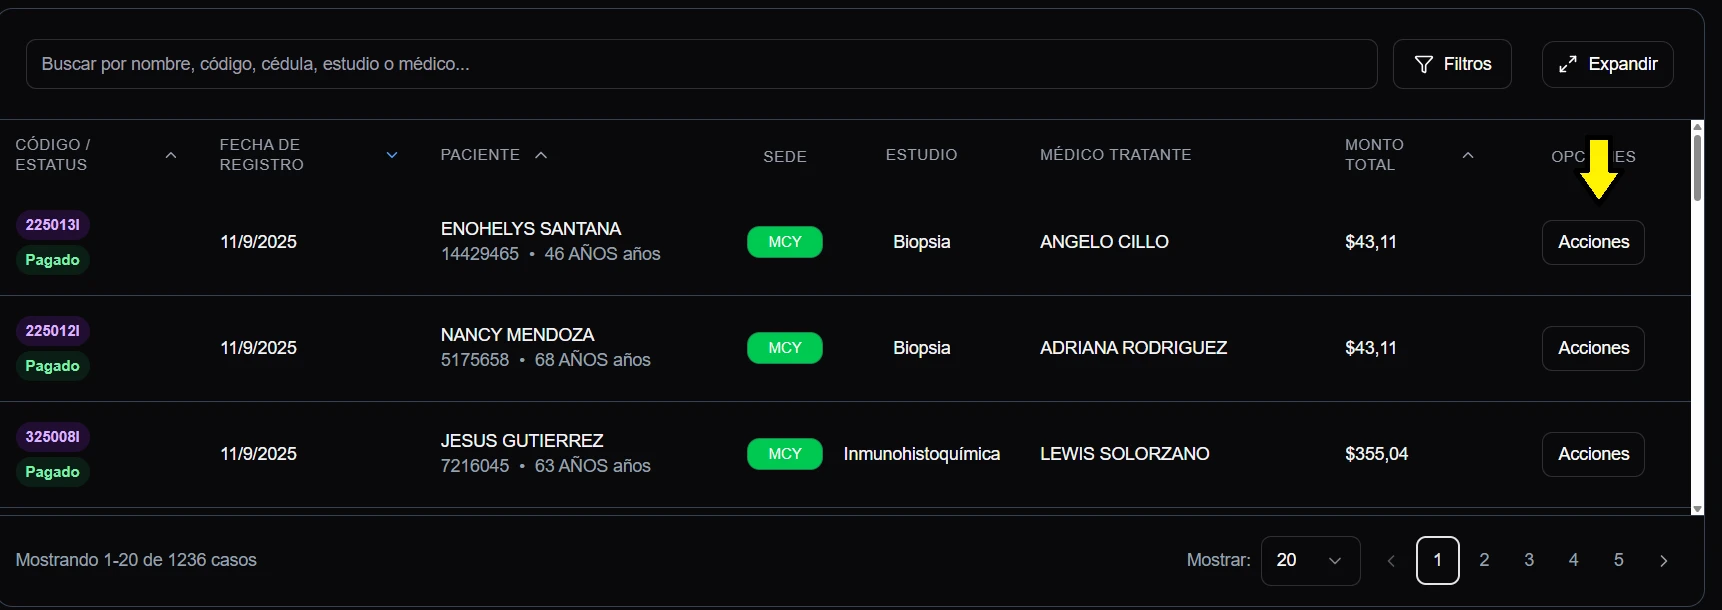 Buscar por nombre, código, cédula, estudio o médico...
Filtros
Expandir
CÓDIGO / ESTATUS
FECHA DE REGISTRO
PACIENTE
SEDE
ESTUDIO
MÉDICO TRATANTE
MONTO TOTAL
225013I
Pagado
11/9/2025
ENOHELYS SANTANA
14429465 • 46 AÑOS años
MCY
Biopsia
ANGELO CILLO
$43,11
Acciones
225012I
Pagado
11/9/2025
NANCY MENDOZA
5175658 • 68 AÑOS años
MCY
Biopsia
ADRIANA RODRIGUEZ
$43,11
Acciones
325008I
Pagado
11/9/2025
JESUS GUTIERREZ
7216045 • 63 AÑOS años
MCY
Inmunohistoquímica
LEWIS SOLORZANO
$355,04
Acciones
Mostrando 1-20 de 1236 casos
Mostrar: 20
1 2 3 4 5